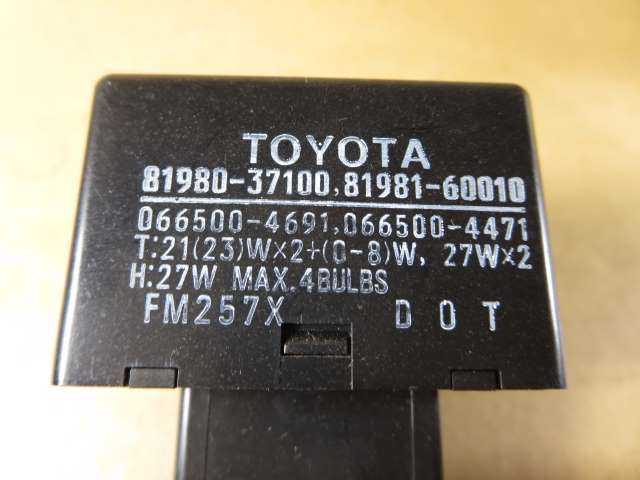 TOYOTA
81980-37100,81981-60010
066500-4691,066500-4471
T:21(23)W×2+(0-8)W, 27W×2
H:27W MAX.4BULBS
FM257X DOT